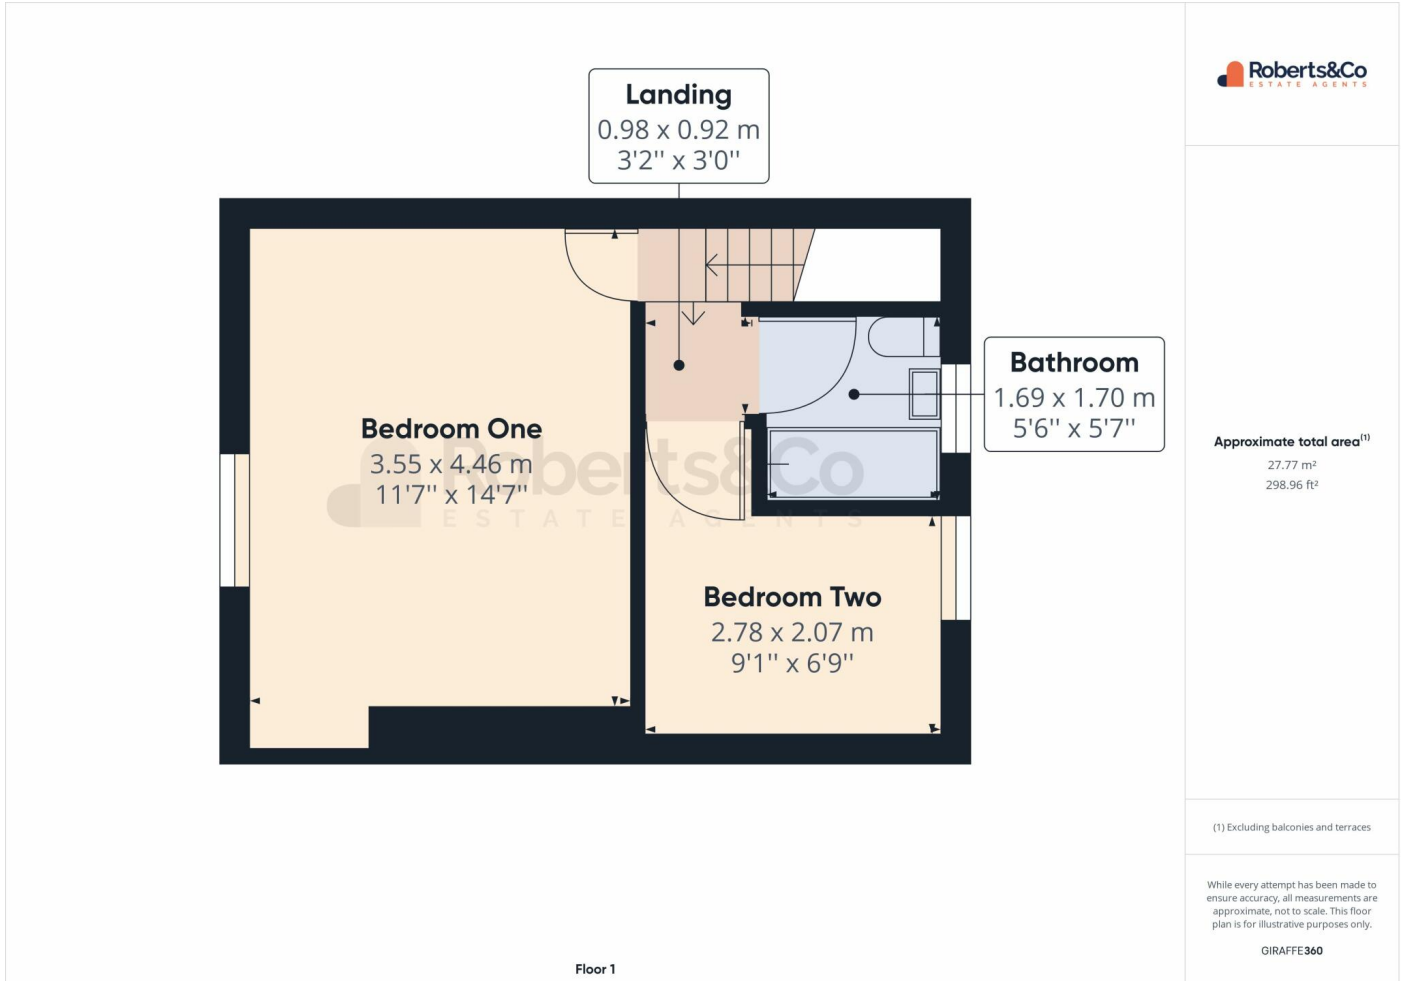 Landing
0.98 x 0.92 m
3'2'' x 3'0''
Bedroom One
3.55 x 4.46 m
11'7'' x 14'7''
Bathroom
1.69 x 1.70 m
5'6'' x 5'7''
Bedroom Two
2.78 x 2.07 m
9'1'' x 6'9''
Roberts&Co
ESTATE AGENTS
Floor 1
Roberts&Co
ESTATE AGENTS
Approximate total area(1)
27.77 m²
298.96 ft²
(1) Excluding balconies and terraces
While every attempt has been made to
ensure accuracy, all measurements are
approximate, not to scale. This floor
plan is for illustrative purposes only.
GIRAFFE360